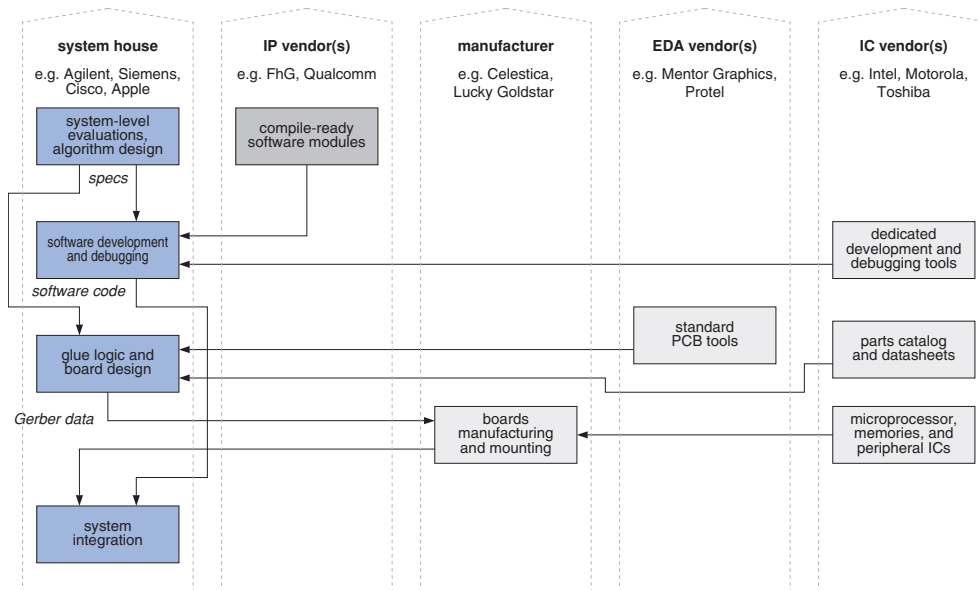 system house
e.g. Agilent, Siemens,
Cisco, Apple
IP vendor(s)
e.g. FhG, Qualcomm
manufacturer
e.g. Celestica,
Lucky Goldstar
EDA vendor(s)
e.g. Mentor Graphics,
Protel
IC vendor(s)
e.g. Intel, Motorola,
Toshiba
system-level
evaluations,
algorithm design
compile-ready
software modules
specs
software development
and debugging
dedicated
development and
debugging tools
software code
glue logic and
board design
standard
PCB tools
parts catalog
and datasheets
Gerber data
boards
manufacturing
and mounting
microprocessor,
memories, and
peripheral ICs
system
integration